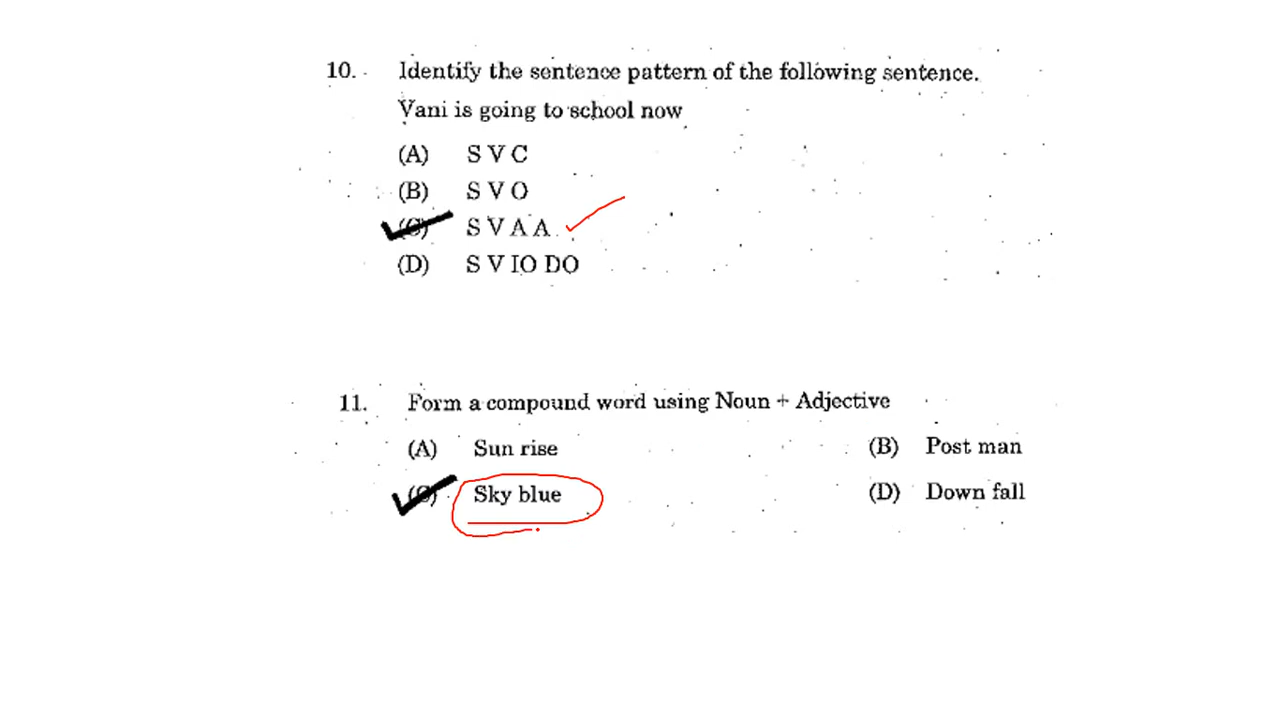 10. Identify the sentence pattern of the following sentence.
Vani is going to school now
(A) S V C
(B) S V O
(C) S V A A
(D) S V IO DO
11. Form a compound word using Noun + Adjective
(A) Sun rise (B) Post man
(C) Sky blue (D) Down fall